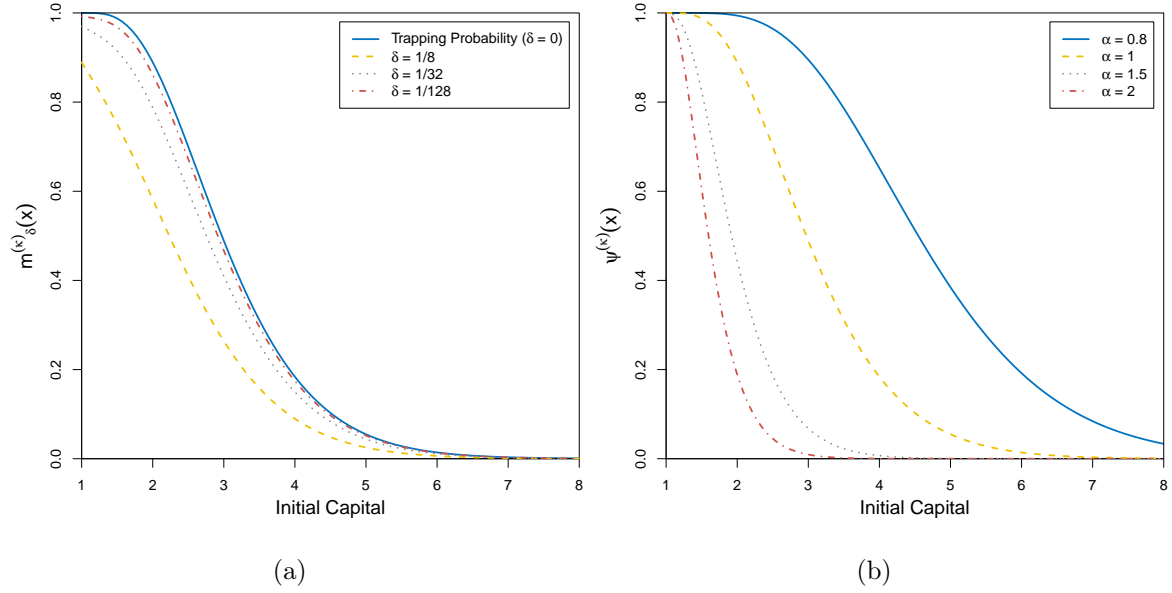 1.0
0.8
0.6
0.4
0.2
0.0
m^(κ)_δ(x)
1 2 3 4 5 6 7 8
Initial Capital
Trapping Probability (δ = 0)
δ = 1/8
δ = 1/32
δ = 1/128
(a)
1.0
0.8
0.6
0.4
0.2
0.0
ψ^(κ)(x)
1 2 3 4 5 6 7 8
Initial Capital
α = 0.8
α = 1
α = 1.5
α = 2
(b)